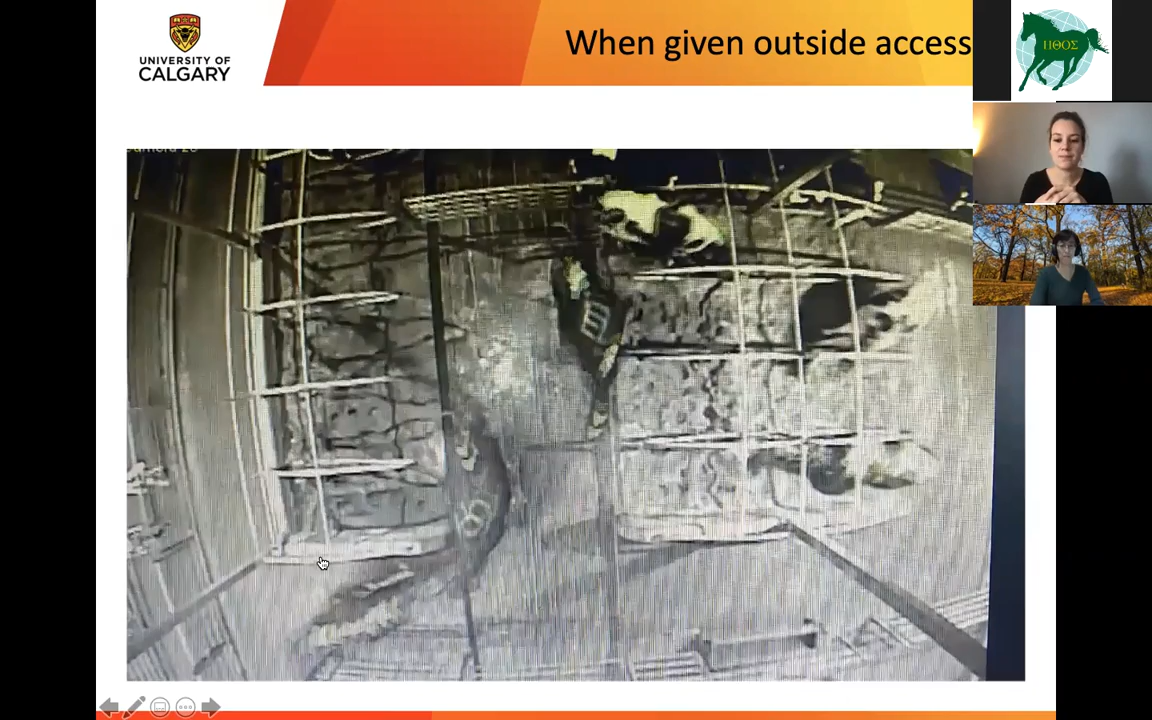 UNIVERSITY OF
CALGARY
When given outside access
ΗΘΟΣ